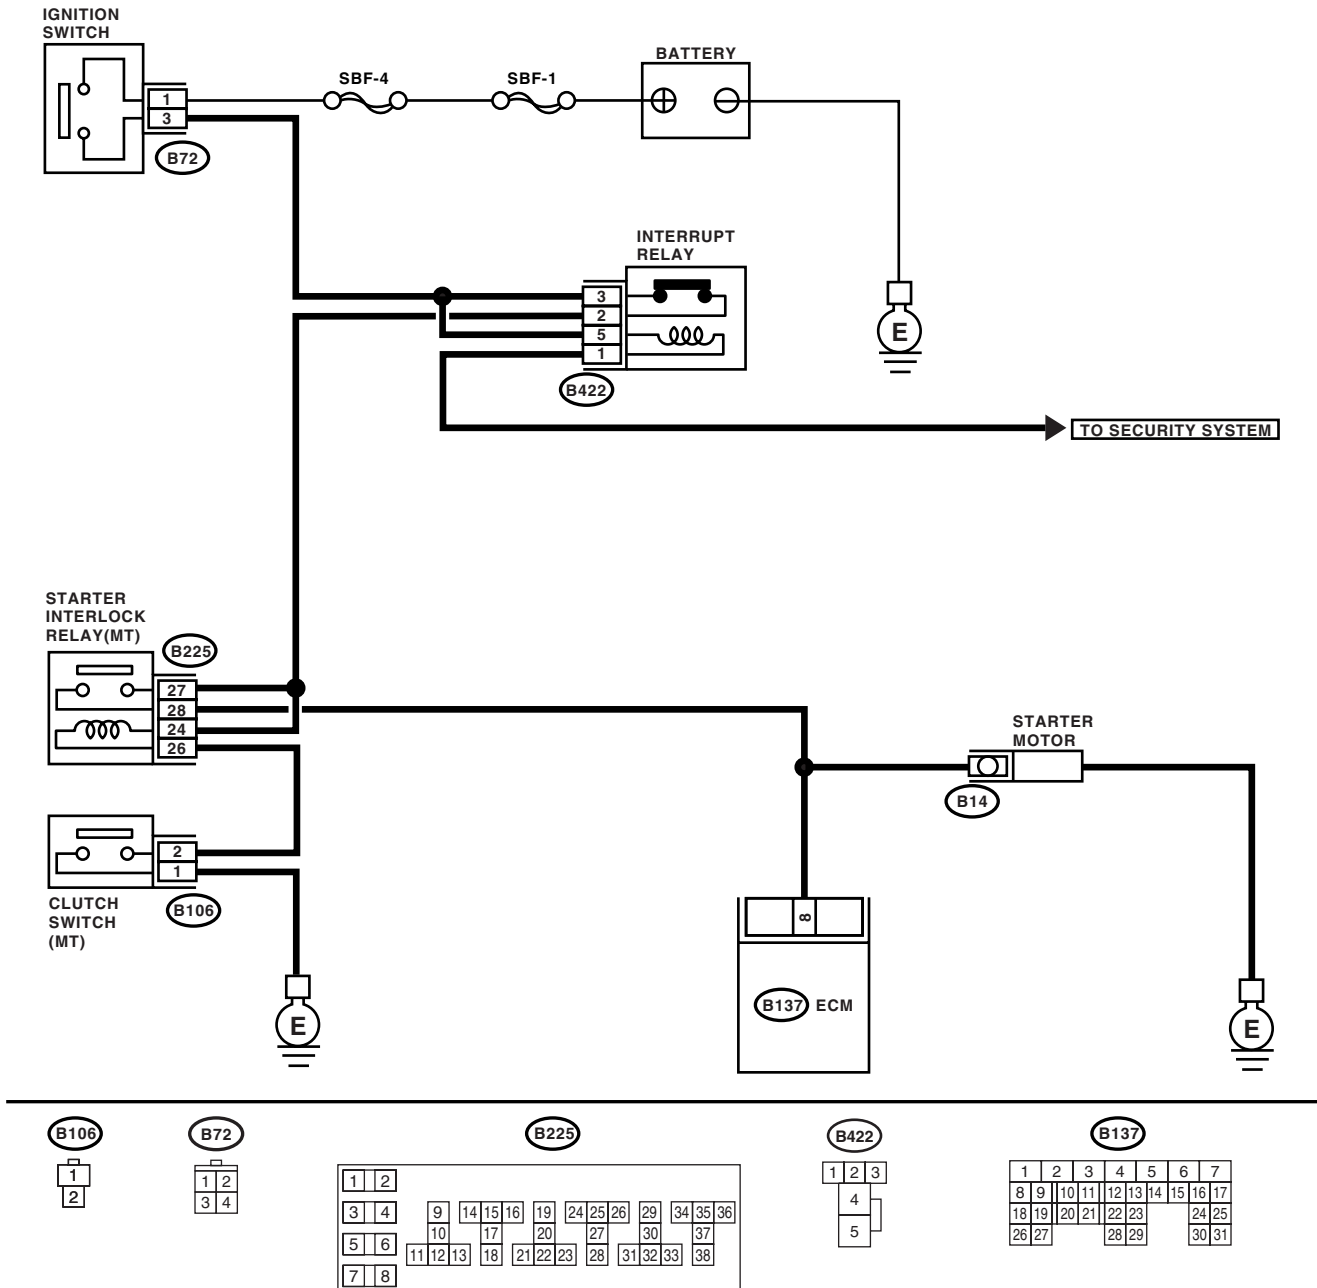 IGNITION
SWITCH
1
3
B72
SBF-4
SBF-1
BATTERY
INTERRUPT
RELAY
3
2
5
1
B422
E
TO SECURITY SYSTEM
STARTER
INTERLOCK
RELAY(MT)
B225
27
28
24
26
STARTER
MOTOR
B14
2
1
B106
CLUTCH
SWITCH
(MT)
E
8
B137 ECM
E
B106
1
2
B72
1 2
3 4
B225
1 2
3 4 9 14 15 16 19 24 25 26 29 34 35 36
10 17 20 27 30 37
5 6 11 12 13 18 21 22 23 28 31 32 33 38
7 8
B422
1 2 3
4
5
B137
1 2 3 4 5 6 7
8 9 10 11 12 13 14 15 16 17
18 19 20 21 22 23 24 25
26 27 28 29 30 31